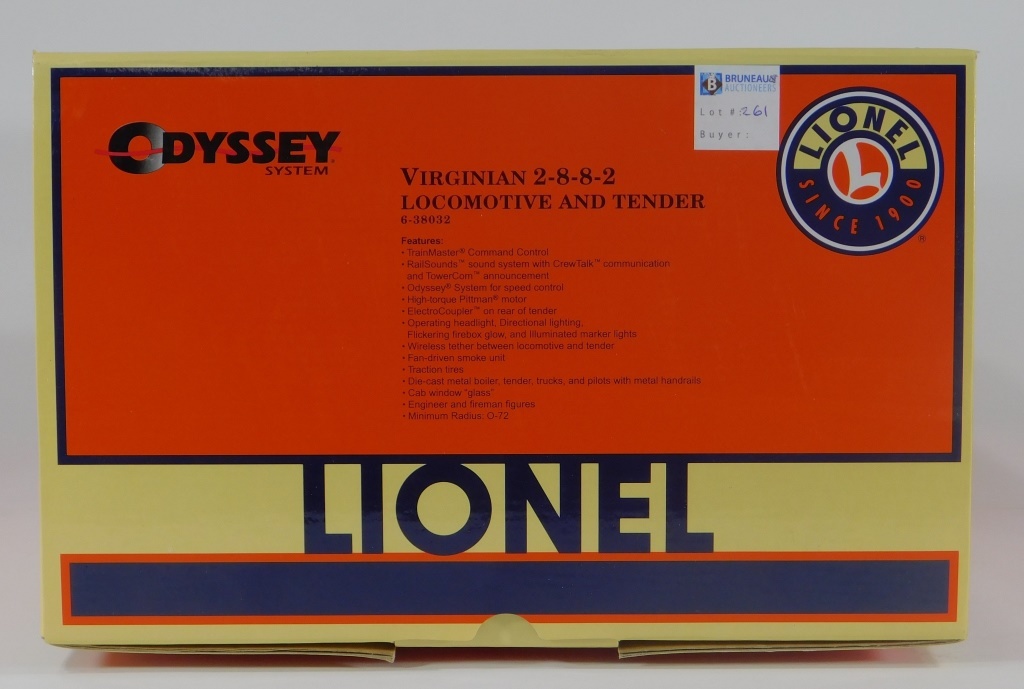 BRUNEAU & CO
AUCTIONEERS
Lot #: 261
Buyer:
LIONEL
L
SINCE 1900
®
ODYSSEY
SYSTEM
VIRGINIAN 2-8-8-2
LOCOMOTIVE AND TENDER
6-38032
Features:
• TrainMaster® Command Control
• RailSounds™ sound system with CrewTalk™ communication
and TowerCom™ announcement
• Odyssey® System for speed control
• High-torque Pittman® motor
• ElectroCoupler™ on rear of tender
• Operating headlight, Directional lighting,
Flickering firebox glow, and Illuminated marker lights
• Wireless tether between locomotive and tender
• Fan-driven smoke unit
• Traction tires
• Die-cast metal boiler, tender, trucks, and pilots with metal handrails
• Cab window "glass"
• Engineer and fireman figures
• Minimum Radius: O-72
LIONEL